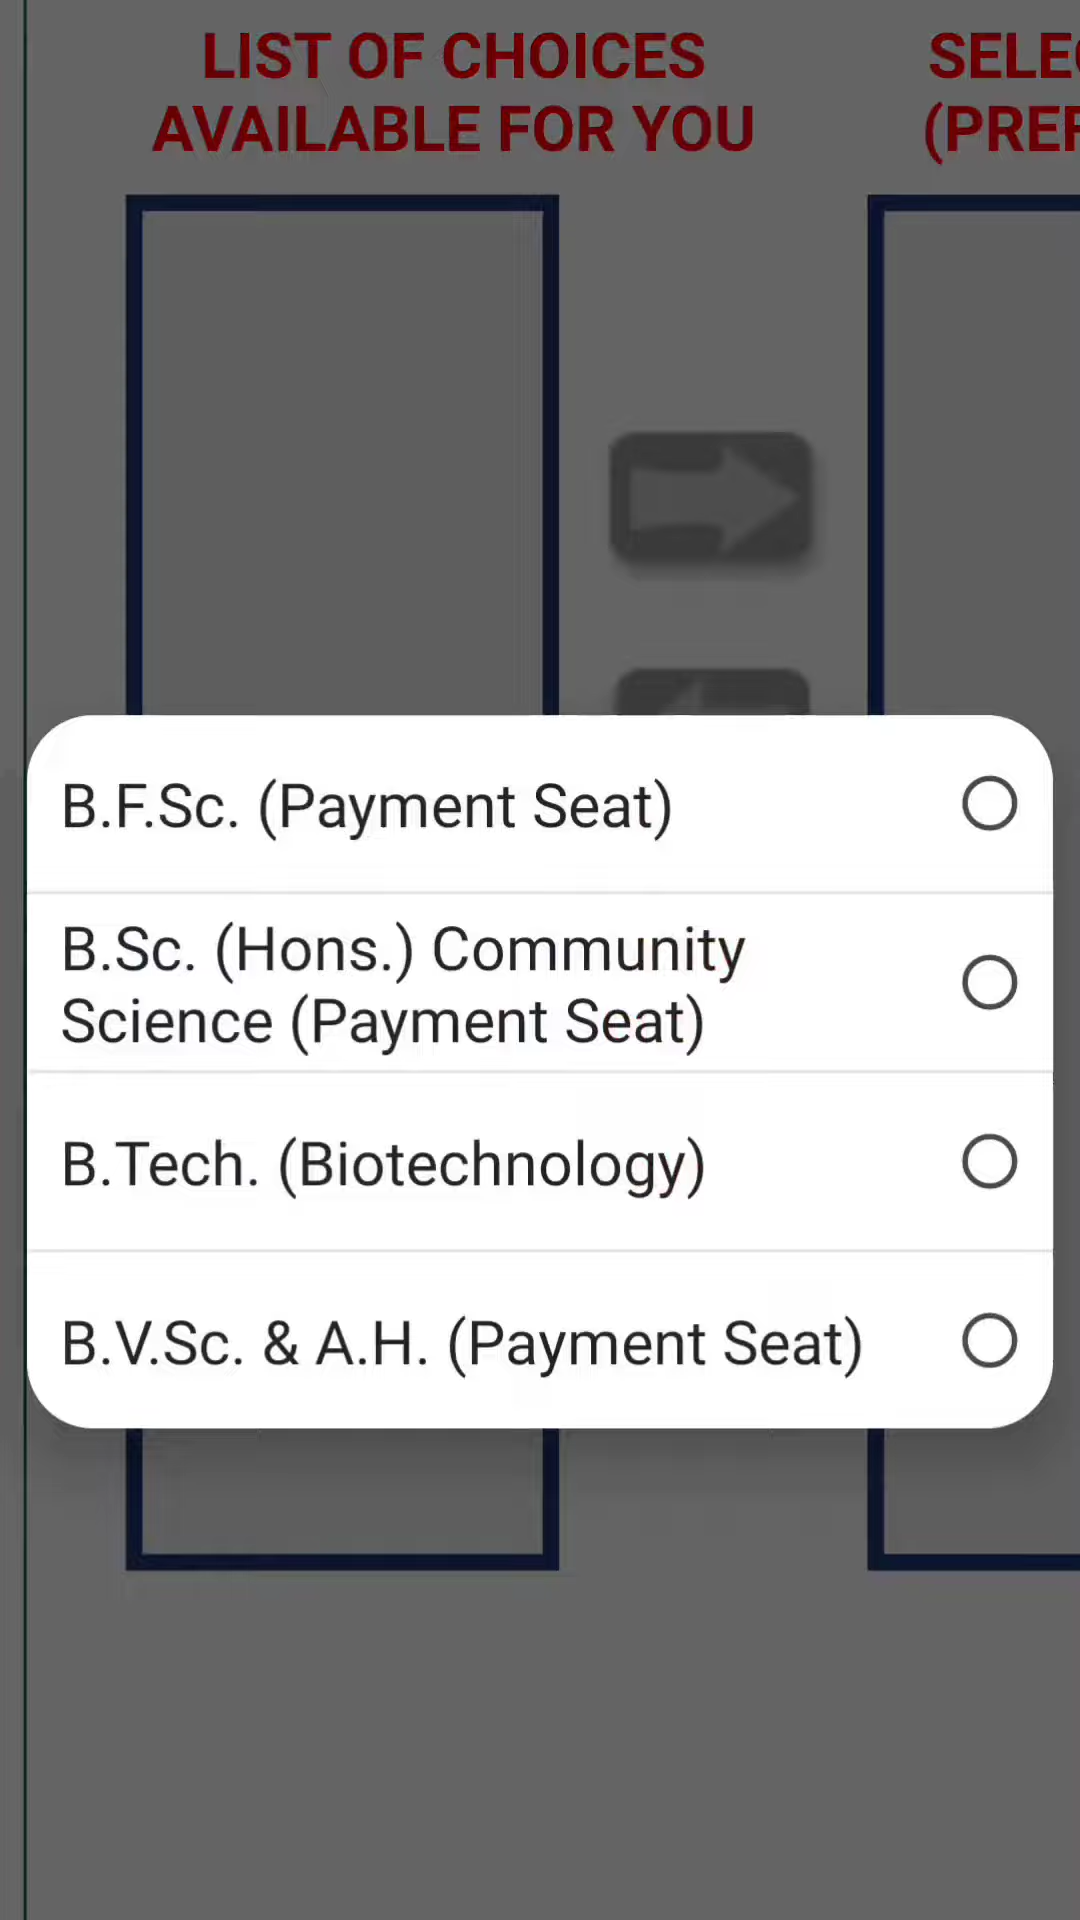 LIST OF CHOICES
AVAILABLE FOR YOU
B.F.Sc. (Payment Seat)
B.Sc. (Hons.) Community
Science (Payment Seat)
B.Tech. (Biotechnology)
B.V.Sc. & A.H. (Payment Seat)